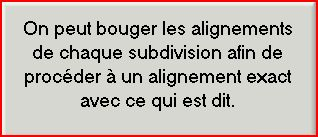 On peut bouger les alignements
de chaque subdivision afin de
procéder à un alignement exact
avec ce qui est dit.